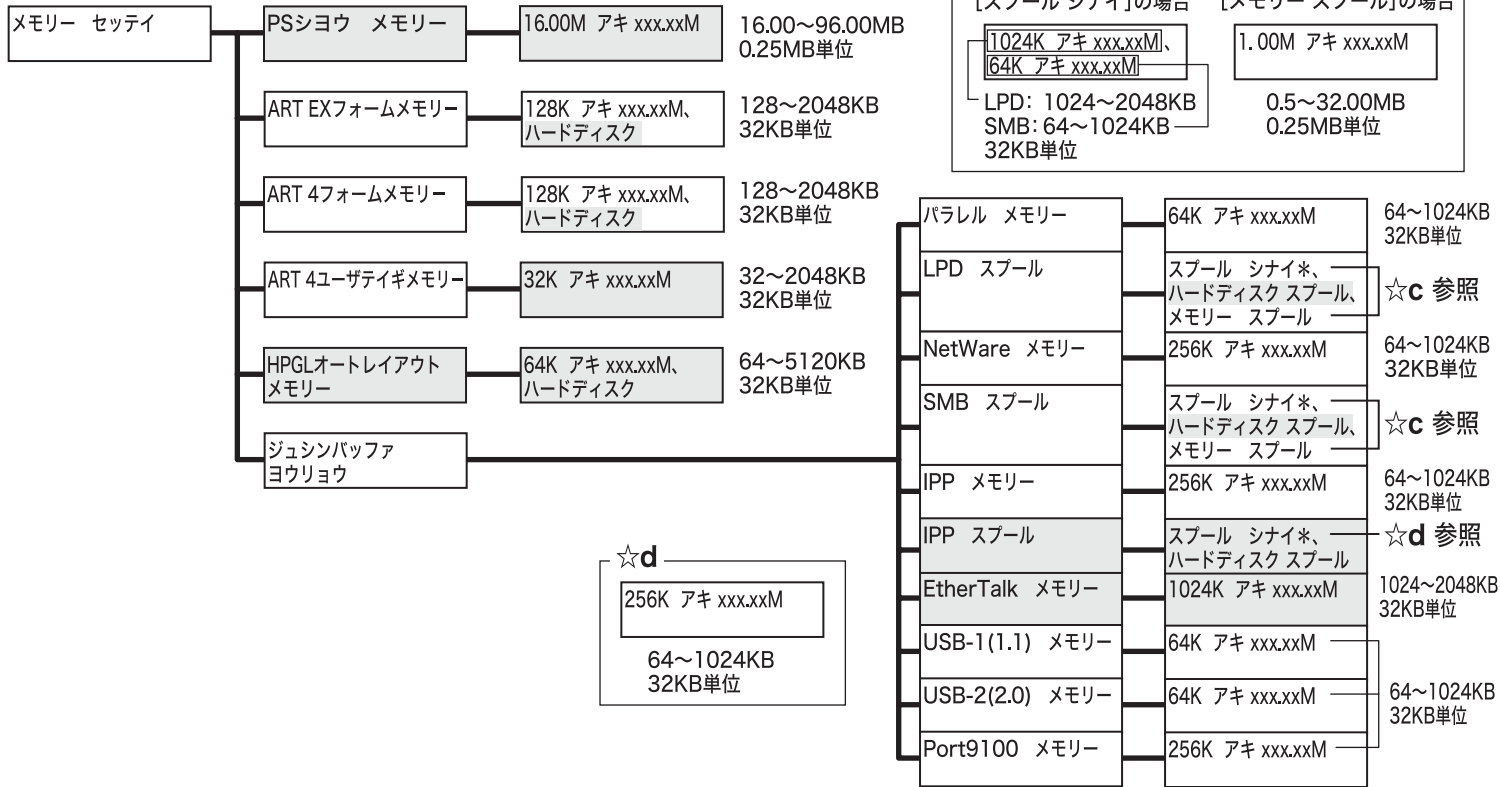 メモリー セッテイ
PSシヨウ メモリー
16.00M アキ xxx.xxM
16.00～96.00MB
0.25MB単位
ART EXフォームメモリー
128K アキ xxx.xxM、
ハードディスク
128～2048KB
32KB単位
ART 4フォームメモリー
128K アキ xxx.xxM、
ハードディスク
128～2048KB
32KB単位
ART 4ユーザテイギメモリー
32K アキ xxx.xxM
32～2048KB
32KB単位
HPGLオートレイアウト
メモリー
64K アキ xxx.xxM、
ハードディスク
64～5120KB
32KB単位
ジュシンバッファ
ヨウリョウ
[スプール シナイ]の場合
1024K アキ xxx.xxM、
64K アキ xxx.xxM
LPD: 1024～2048KB
SMB: 64～1024KB
32KB単位
[メモリー スプール]の場合
1.00M アキ xxx.xxM
0.5～32.00MB
0.25MB単位
パラレル メモリー
64K アキ xxx.xxM
64～1024KB
32KB単位
LPD スプール
スプール シナイ＊、
ハードディスク スプール、
メモリー スプール
☆c 参照
NetWare メモリー
256K アキ xxx.xxM
64～1024KB
32KB単位
SMB スプール
スプール シナイ＊、
ハードディスク スプール、
メモリー スプール
☆c 参照
IPP メモリー
256K アキ xxx.xxM
64～1024KB
32KB単位
IPP スプール
スプール シナイ＊、
ハードディスク スプール
☆d 参照
EtherTalk メモリー
1024K アキ xxx.xxM
1024～2048KB
32KB単位
USB-1(1.1) メモリー
64K アキ xxx.xxM
USB-2(2.0) メモリー
64K アキ xxx.xxM
64～1024KB
32KB単位
Port9100 メモリー
256K アキ xxx.xxM
☆d
256K アキ xxx.xxM
64～1024KB
32KB単位